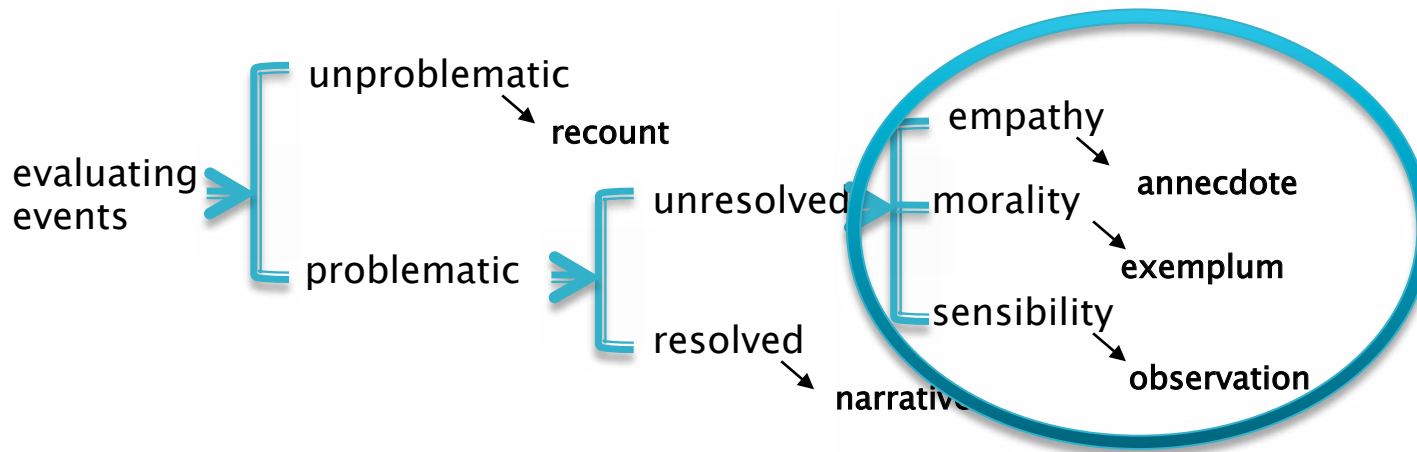 unproblematic
recount
evaluating
events
problematic
unresolved
resolved
narrative
empathy
annecdote
morality
exemplum
sensibility
observation